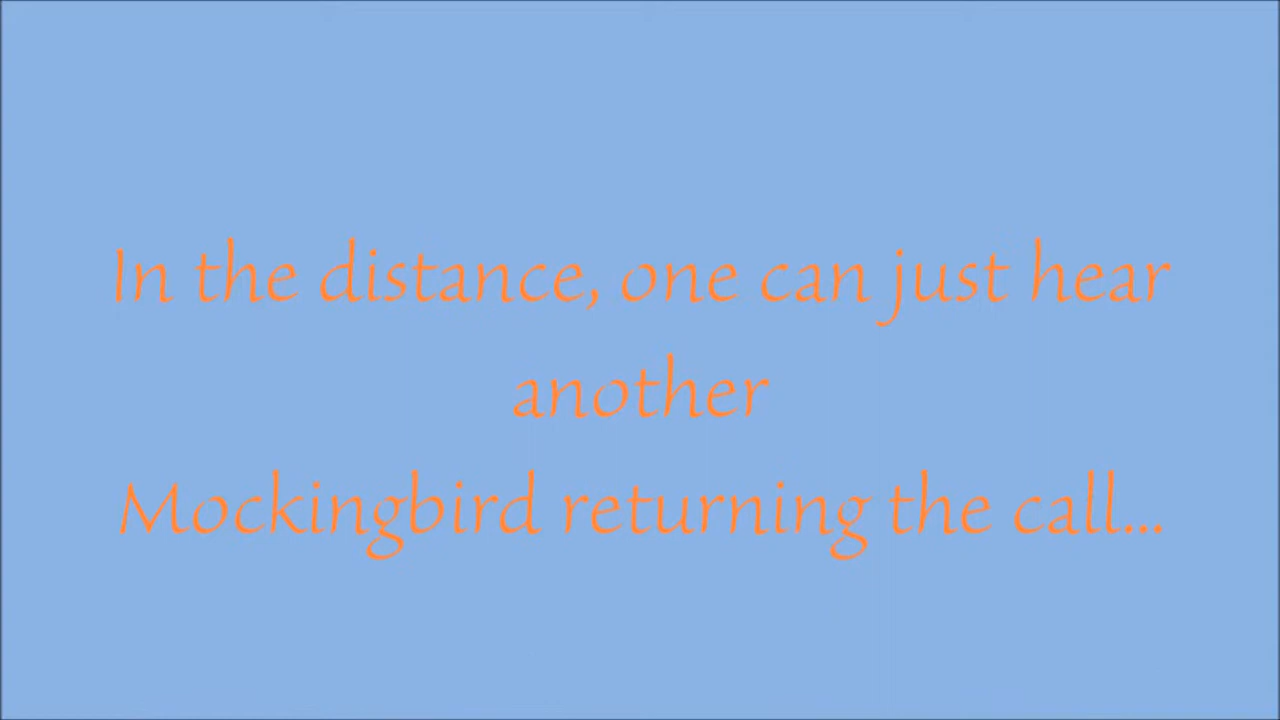 In the distance, one can just hear
another
Mockingbird returning the call...